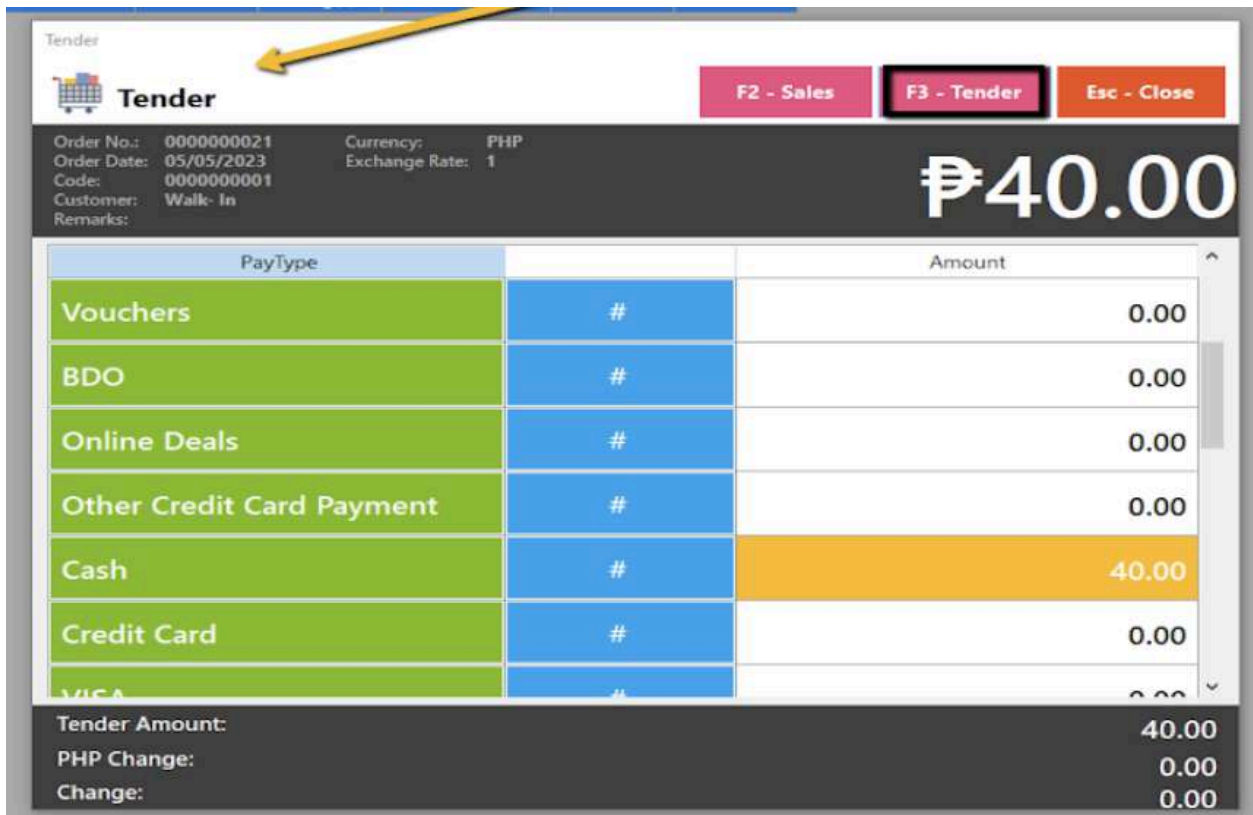 Tender
Tender
F2 - Sales F3 - Tender Esc - Close
Order No.: 0000000021 Currency: PHP
Order Date: 05/05/2023 Exchange Rate: 1
Code: 0000000001
Customer: Walk- In
Remarks:
₱40.00
PayType Amount
Vouchers # 0.00
BDO # 0.00
Online Deals # 0.00
Other Credit Card Payment # 0.00
Cash # 40.00
Credit Card # 0.00
VISA # 0.00
Tender Amount: 40.00
PHP Change: 0.00
Change: 0.00